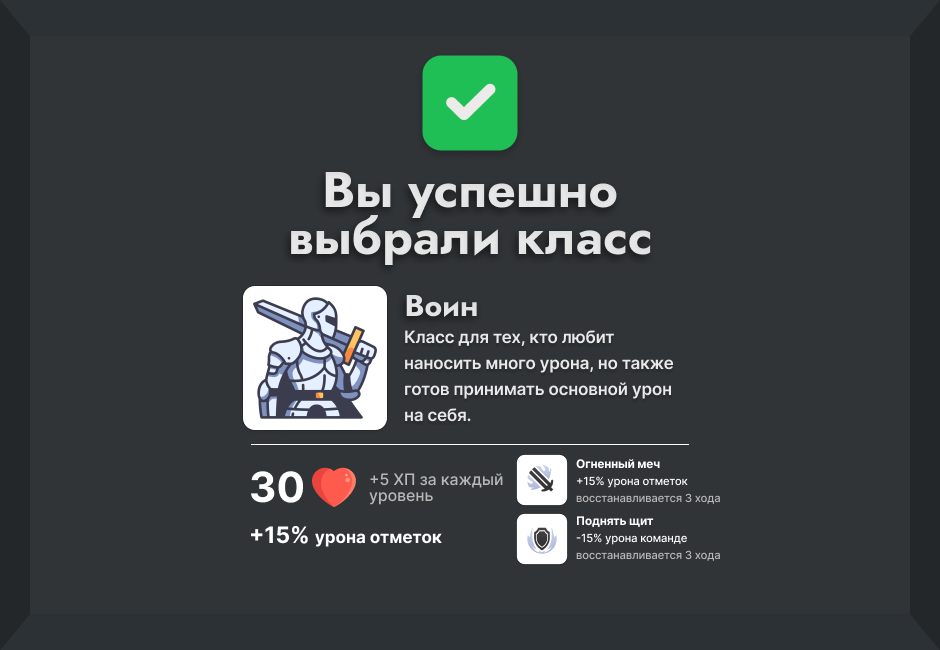 Вы успешно
выбрали класс
Воин
Класс для тех, кто любит
наносить много урона, но также
готов принимать основной урон
на себя.
30
+5 ХП за каждый
уровень
+15% урона отметок
Огненный меч
+15% урона отметок
восстанавливается 3 хода
Поднять щит
-15% урона команде
восстанавливается 3 хода